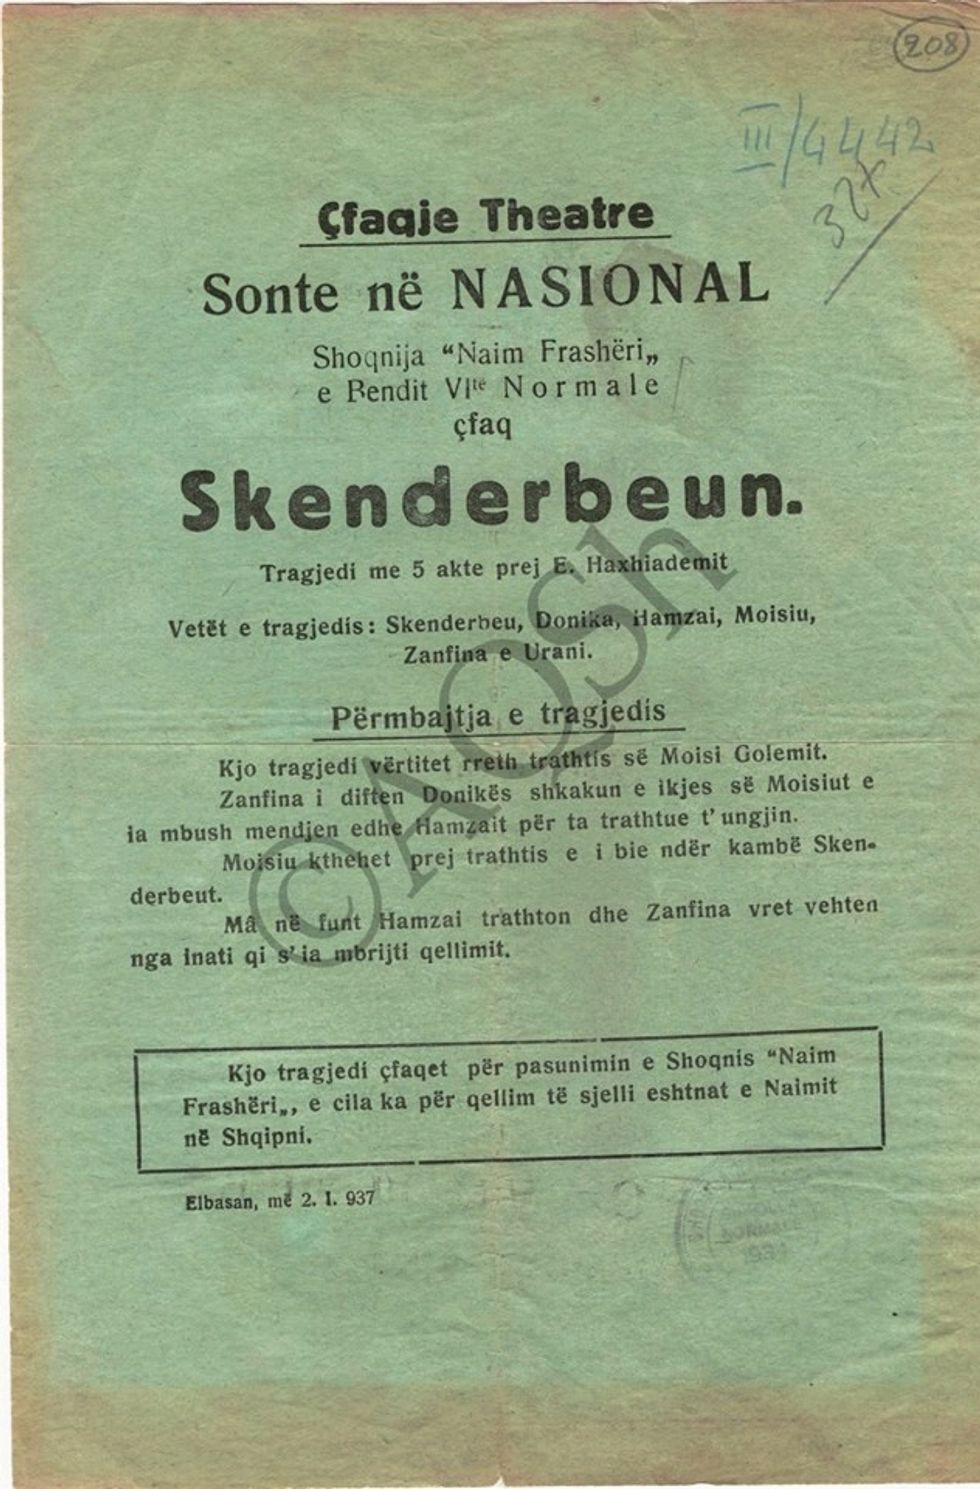 208
III/4442
32x
Çfaqje Theatre
Sonte në NASIONAL
Shoqnija “Naim Frashëri„
e Rendit VIᵗᵉ Normale
çfaq
Skenderbeun.
Tragjedi me 5 akte prej E. Haxhiademit
Vetët e tragjedis: Skenderbeu, Donika, Hamzai, Moisiu,
Zanfina e Urani.
Përmbajtja e tragjedis
Kjo tragjedi vërtitet rreth trathtis së Moisi Golemit.
Zanfina i diften Donikës shkakun e ikjes së Moisiut e
ia mbush mendjen edhe Hamzait për ta trathtue t’ungjin.
Moisiu kthehet prej trathtis e i bie ndër kambë Sken-
derbeut.
Mâ në funt Hamzai trathton dhe Zanfina vret vehten
nga inati qi s’ia mbrijti qellimit.
Kjo tragjedi çfaqet për pasunimin e Shoqnis “Naim
Frashëri„, e cila ka për qellim të sjelli eshtnat e Naimit
në Shqipni.
Elbasan, më 2. I. 937
©AQSh